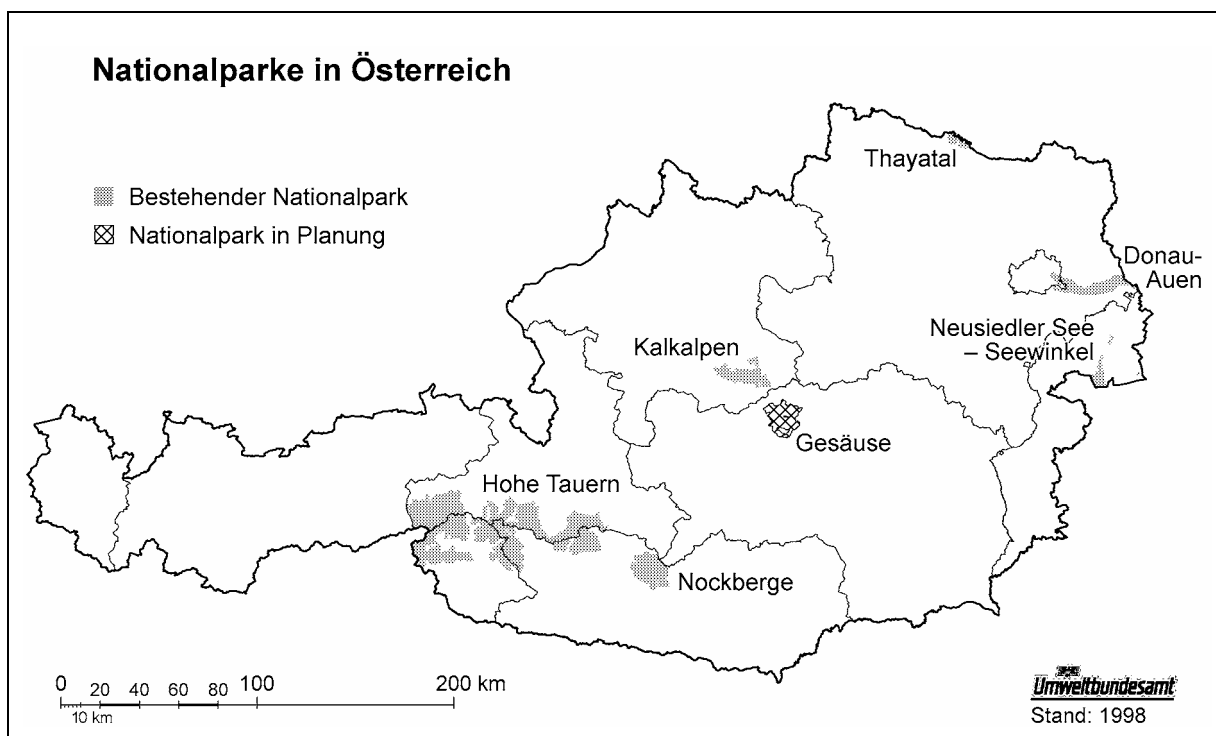 Nationalparke in Österreich
Bestehender Nationalpark
Nationalpark in Planung
Thayatal
Donau-
Auen
Neusiedler See
– Seewinkel
Kalkalpen
Gesäuse
Hohe Tauern
Nockberge
0 20 40 60 80 100 200 km
10 km
Umweltbundesamt
Stand: 1998